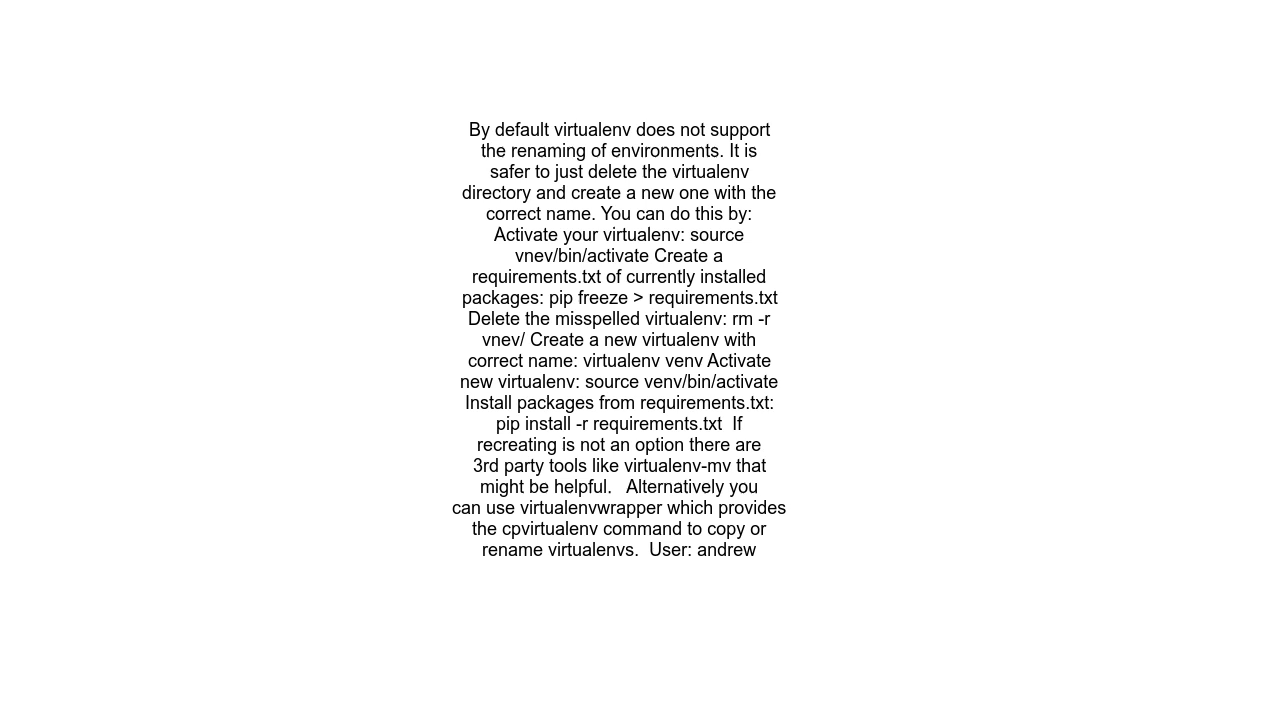 By default virtualenv does not support
the renaming of environments. It is
safer to just delete the virtualenv
directory and create a new one with the
correct name. You can do this by:
Activate your virtualenv: source
vnev/bin/activate Create a
requirements.txt of currently installed
packages: pip freeze > requirements.txt
Delete the misspelled virtualenv: rm -r
vnev/ Create a new virtualenv with
correct name: virtualenv venv Activate
new virtualenv: source venv/bin/activate
Install packages from requirements.txt:
pip install -r requirements.txt  If
recreating is not an option there are
3rd party tools like virtualenv-mv that
might be helpful.   Alternatively you
can use virtualenvwrapper which provides
the cpvirtualenv command to copy or
rename virtualenvs.  User: andrew